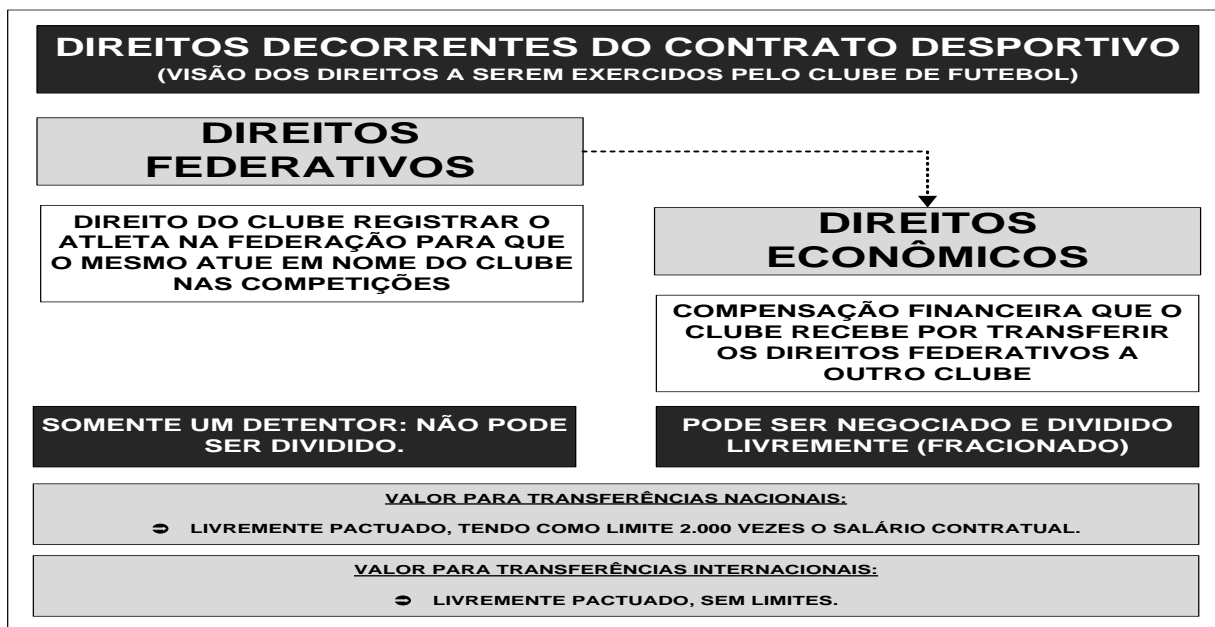 DIREITOS DECORRENTES DO CONTRATO DESPORTIVO
(VISÃO DOS DIREITOS A SEREM EXERCIDOS PELO CLUBE DE FUTEBOL)
DIREITOS
FEDERATIVOS
DIREITO DO CLUBE REGISTRAR O
ATLETA NA FEDERAÇÃO PARA QUE
O MESMO ATUE EM NOME DO CLUBE
NAS COMPETIÇÕES
DIREITOS
ECONÔMICOS
COMPENSAÇÃO FINANCEIRA QUE O
CLUBE RECEBE POR TRANSFERIR
OS DIREITOS FEDERATIVOS A
OUTRO CLUBE
SOMENTE UM DETENTOR: NÃO PODE
SER DIVIDIDO.
PODE SER NEGOCIADO E DIVIDIDO
LIVREMENTE (FRACIONADO)
VALOR PARA TRANSFERÊNCIAS NACIONAIS:
➲ LIVREMENTE PACTUADO, TENDO COMO LIMITE 2.000 VEZES O SALÁRIO CONTRATUAL.
VALOR PARA TRANSFERÊNCIAS INTERNACIONAIS:
➲ LIVREMENTE PACTUADO, SEM LIMITES.